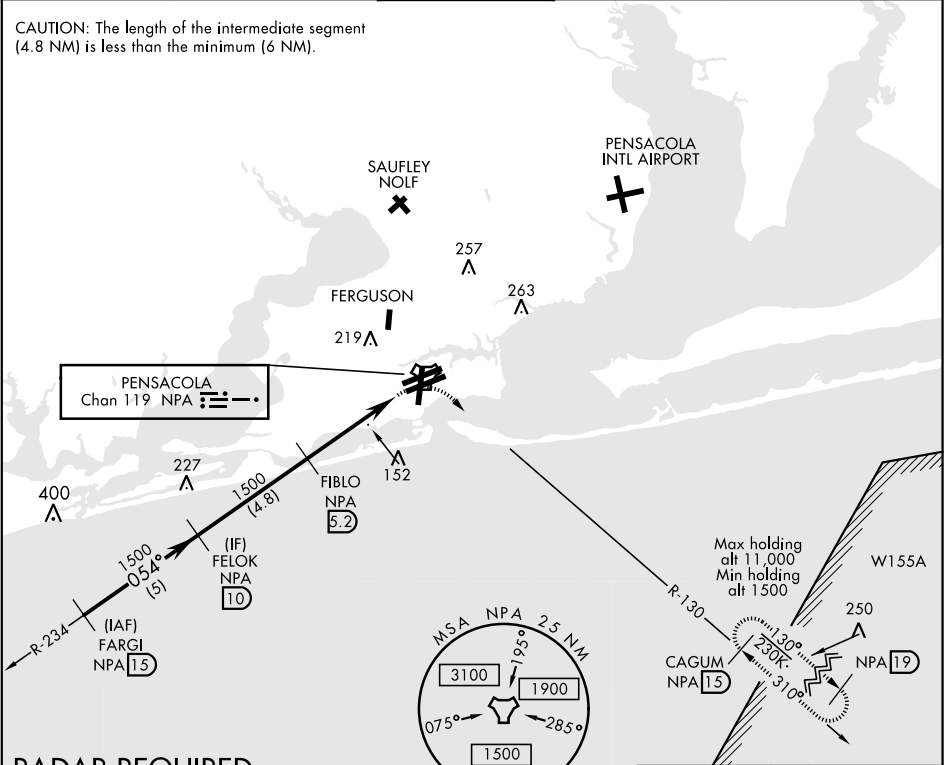 CAUTION: The length of the intermediate segment
(4.8 NM) is less than the minimum (6 NM).
PENSACOLA
INTL AIRPORT
SAUFLEY
NOLF
257
263
FERGUSON
219
PENSACOLA
Chan 119 NPA
152
227
400
1500
(4.8)
FIBLO
NPA
5.2
1500
054°
(5)
(IF)
FELOK
NPA
10
R-234
(IAF)
FARGI
NPA 15
Max holding
alt 11,000
Min holding
alt 1500
W155A
R-130
250
130°
230K
310°
CAGUM
NPA 15
NPA 19
MSA NPA 25 NM
195°
3100
1900
075°
285°
1500
RADAR REQUIRED